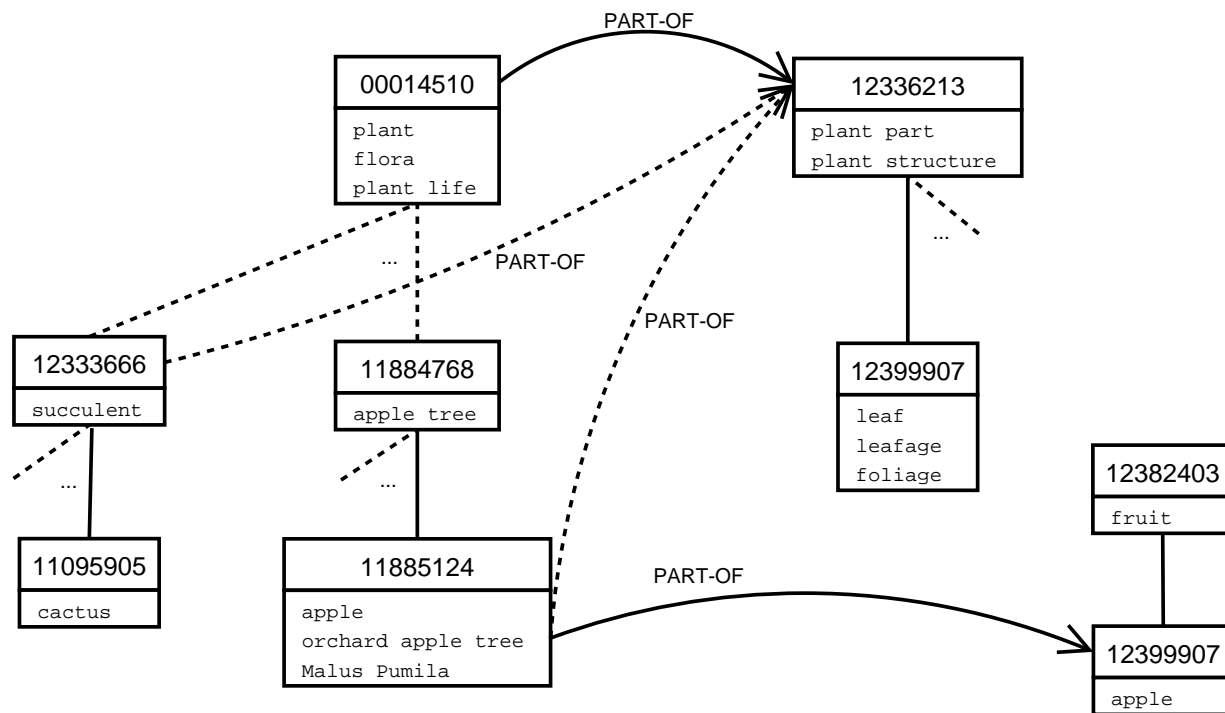 PART-OF
00014510
plant
flora
plant life
12336213
plant part
plant structure
...
PART-OF
...
PART-OF
12333666
succulent
...
11884768
apple tree
...
12399907
leaf
leafage
foliage
12382403
fruit
11095905
cactus
11885124
apple
orchard apple tree
Malus Pumila
PART-OF
12399907
apple